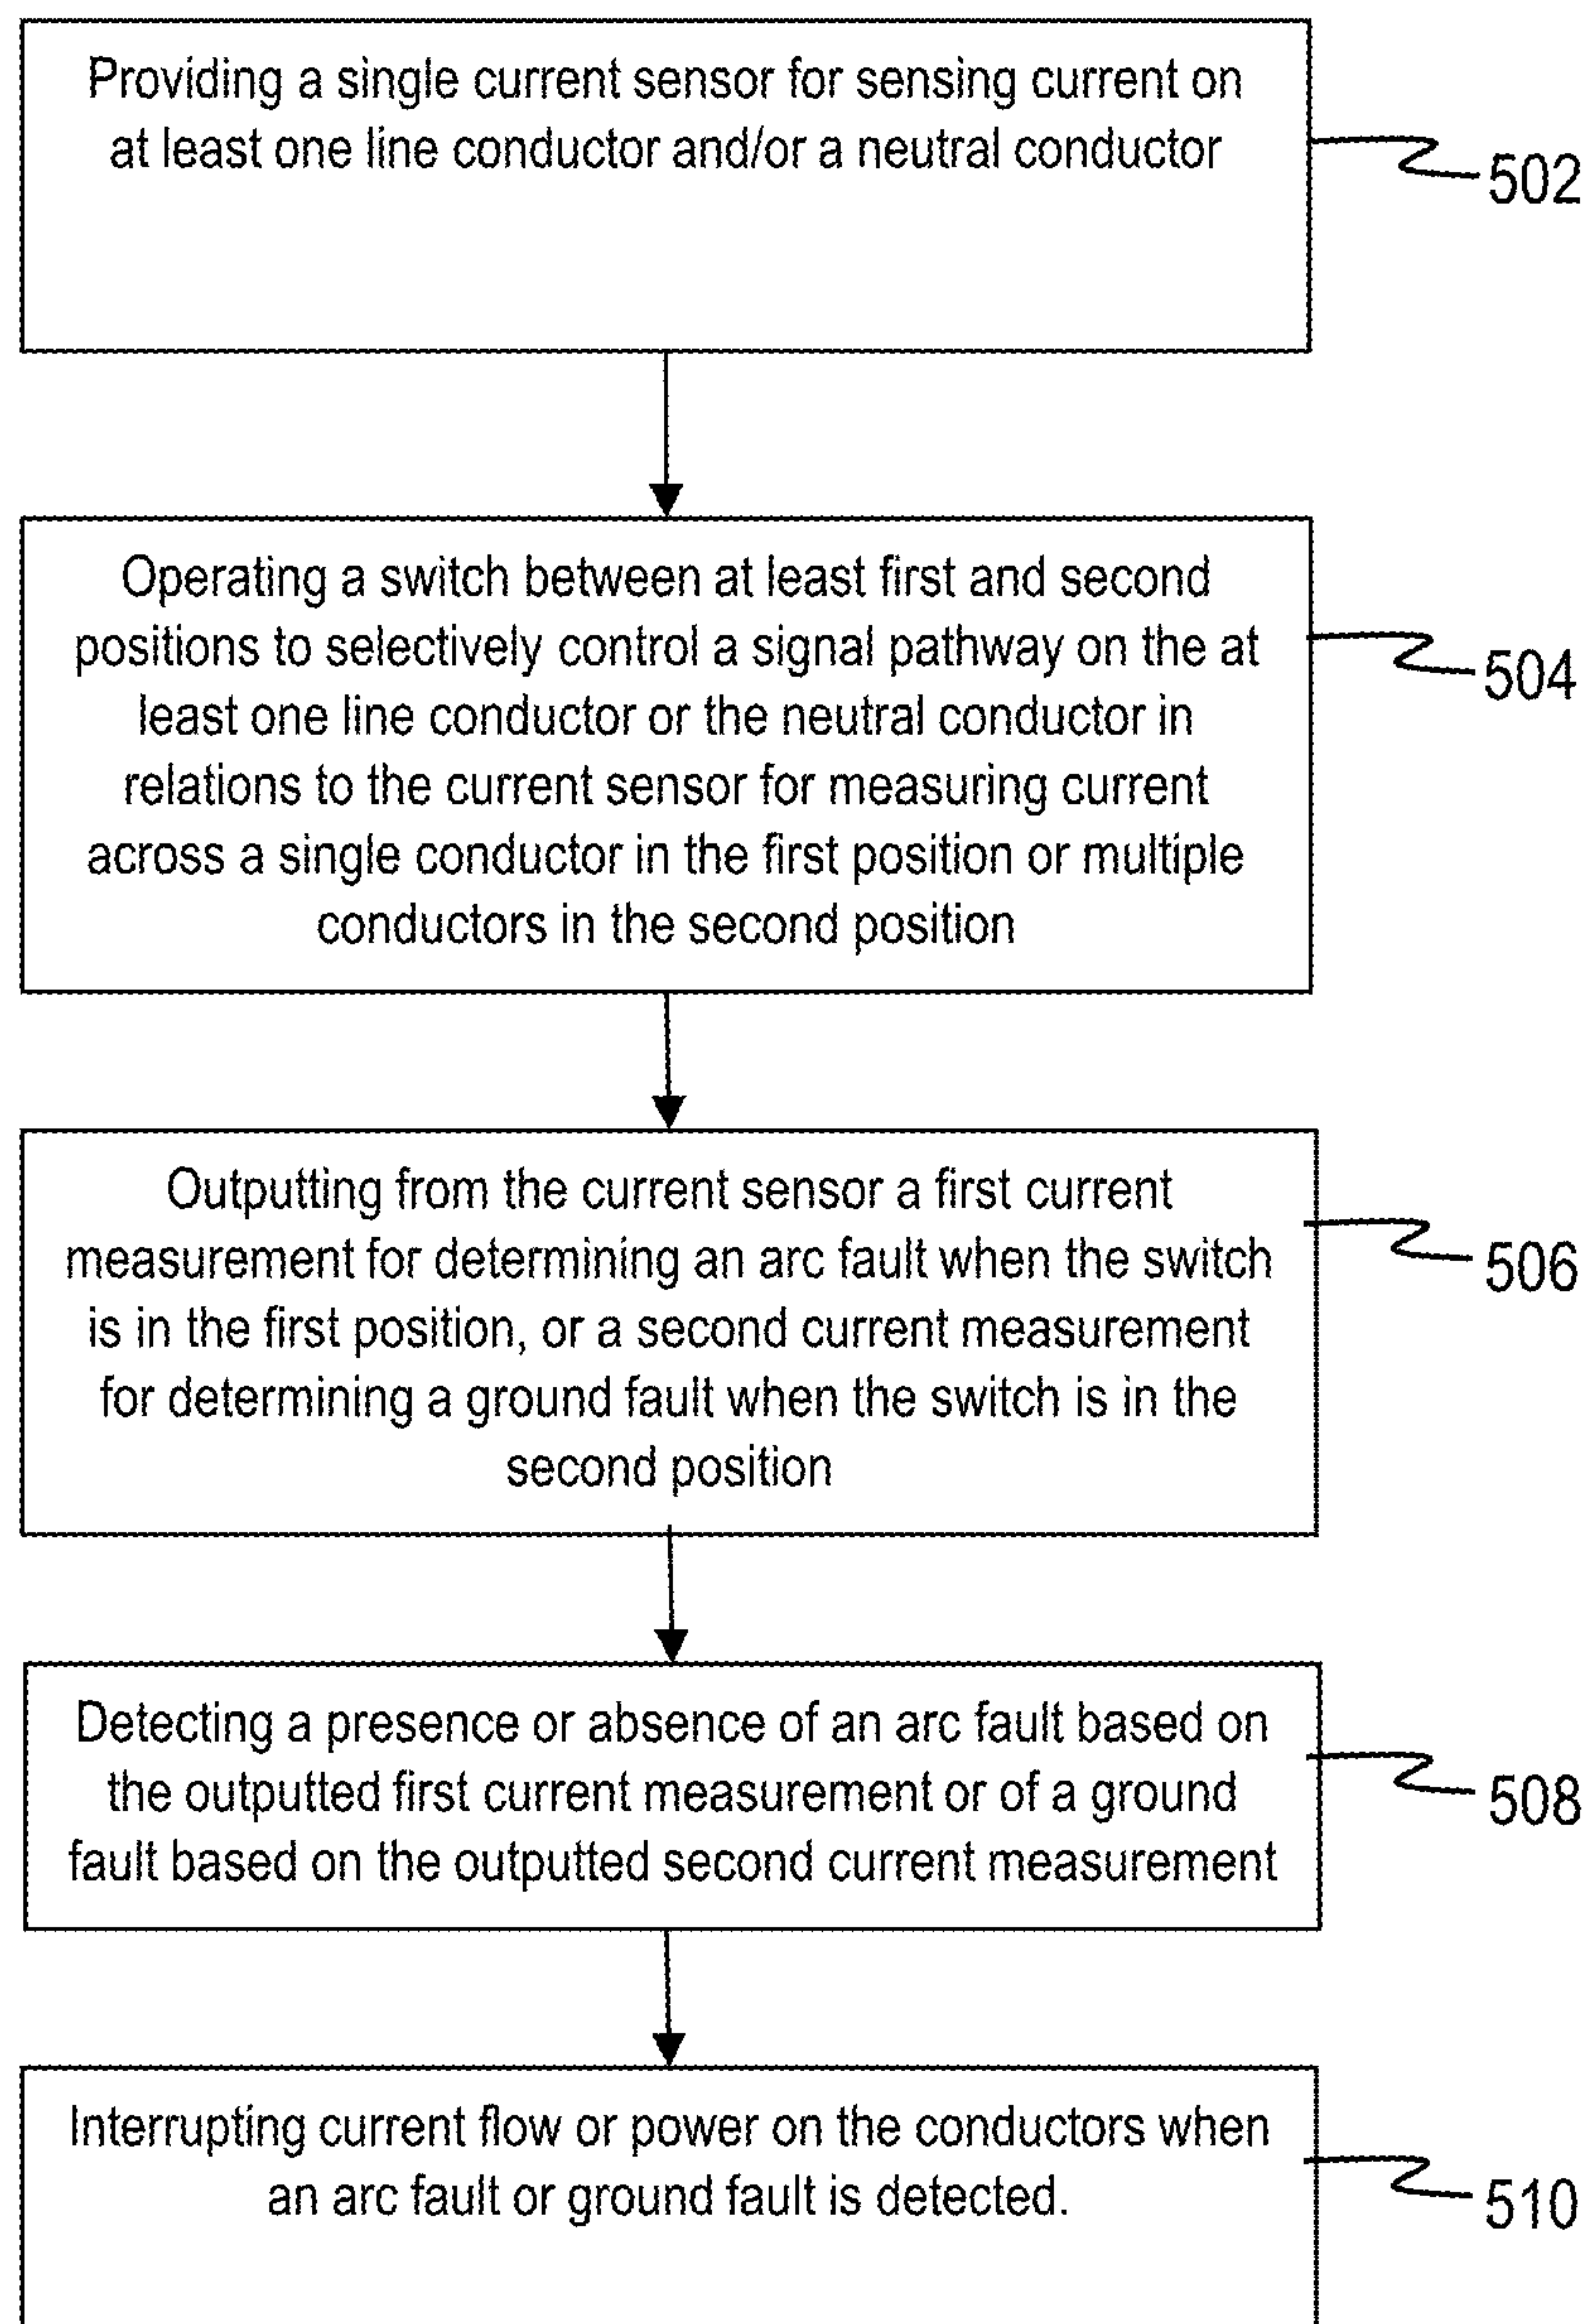 Providing a single current sensor for sensing current on
at least one line conductor and/or a neutral conductor
502
Operating a switch between at least first and second
positions to selectively control a signal pathway on the at
least one line conductor or the neutral conductor in
relations to the current sensor for measuring current
across a single conductor in the first position or multiple
conductors in the second position
504
Outputting from the current sensor a first current
measurement for determining an arc fault when the switch
is in the first position, or a second current measurement
for determining a ground fault when the switch is in the
second position
506
Detecting a presence or absence of an arc fault based on
the outputted first current measurement or of a ground
fault based on the outputted second current measurement
508
Interrupting current flow or power on the conductors when
an arc fault or ground fault is detected.
510